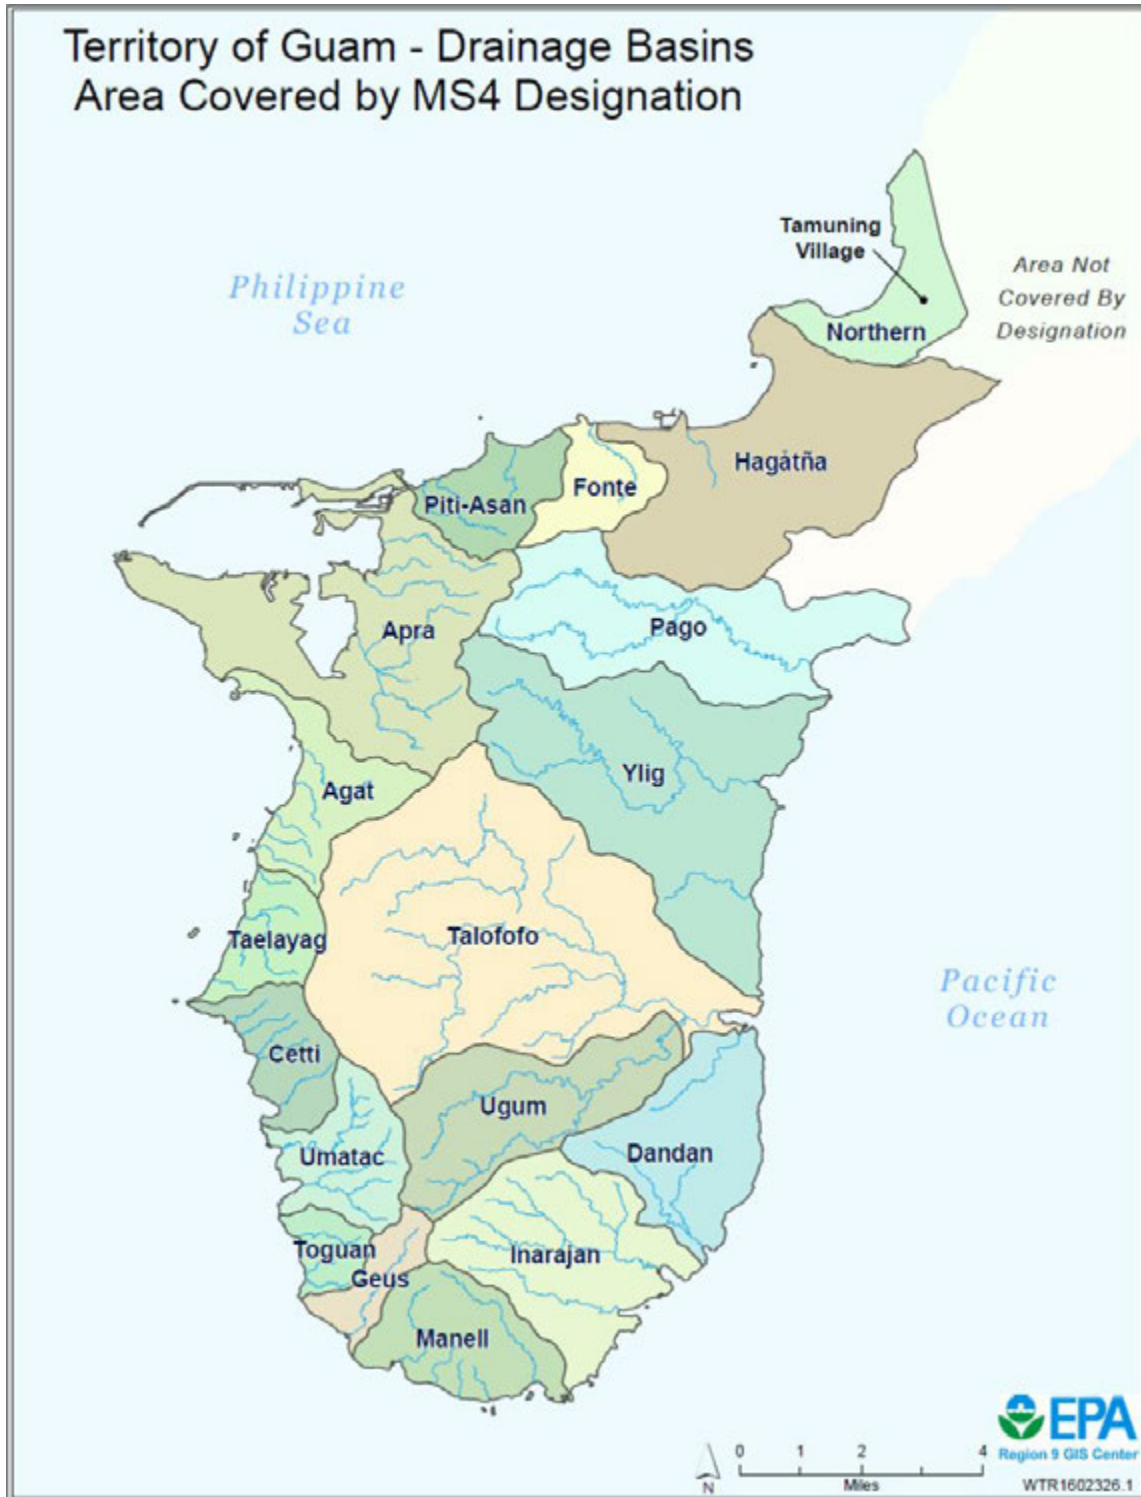 Territory of Guam - Drainage Basins
Area Covered by MS4 Designation
Tamuning
Village
Area Not
Covered By
Designation
Philippine
Sea
Northern
Hagåtña
Fonte
Piti-Asan
Apra
Pago
Ylig
Agat
Talofofo
Taelayag
Pacific
Ocean
Cetti
Ugum
Umatac
Dandan
Toguan
Inarajan
Geus
Manell
EPA
Region 9 GIS Center
0 1 2 4
Miles
N
WTR1602326.1